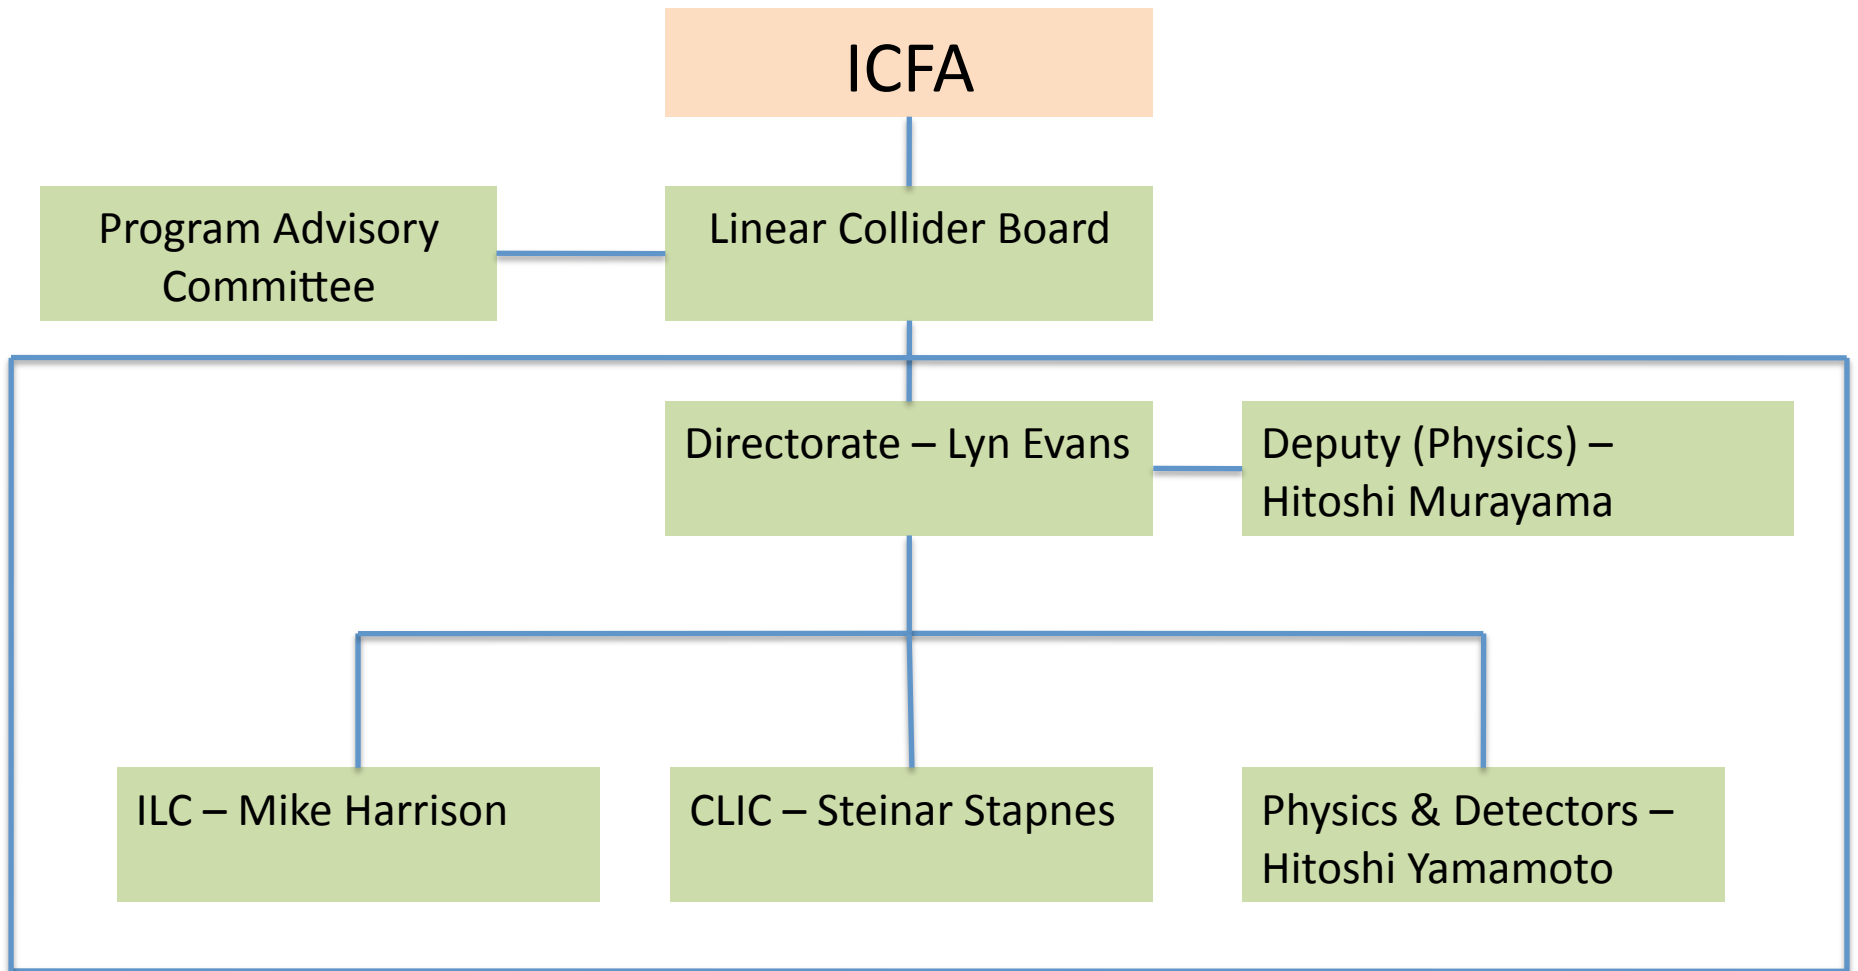 ICFA
Program Advisory
Committee
Linear Collider Board
Directorate – Lyn Evans
Deputy (Physics) –
Hitoshi Murayama
ILC – Mike Harrison
CLIC – Steinar Stapnes
Physics & Detectors –
Hitoshi Yamamoto